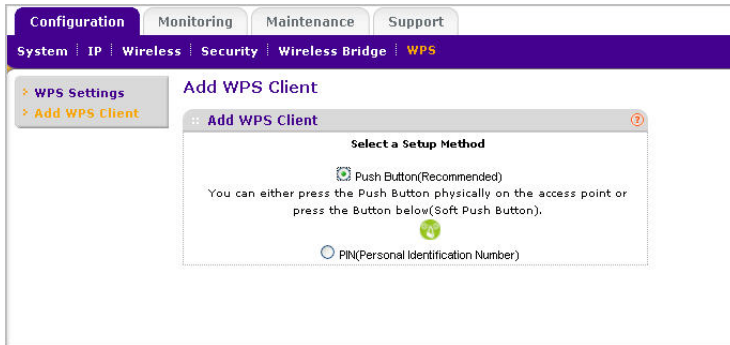 Configuration Monitoring Maintenance Support
System IP Wireless Security Wireless Bridge WPS
WPS Settings
Add WPS Client
Add WPS Client
Add WPS Client ?
Select a Setup Method
Push Button(Recommended)
You can either press the Push Button physically on the access point or
press the Button below(Soft Push Button).
PIN(Personal Identification Number)